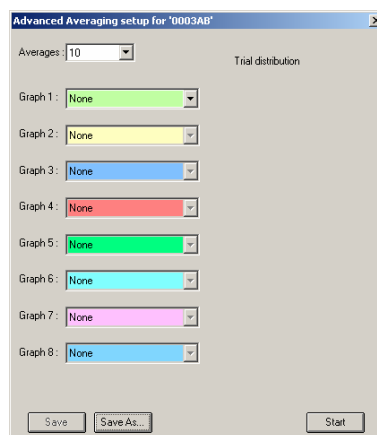 Advanced Averaging setup for '0003AB'
Averages : 10
Trial distribution
Graph 1 : None
Graph 2 : None
Graph 3 : None
Graph 4 : None
Graph 5 : None
Graph 6 : None
Graph 7 : None
Graph 8 : None
Save Save As... Start